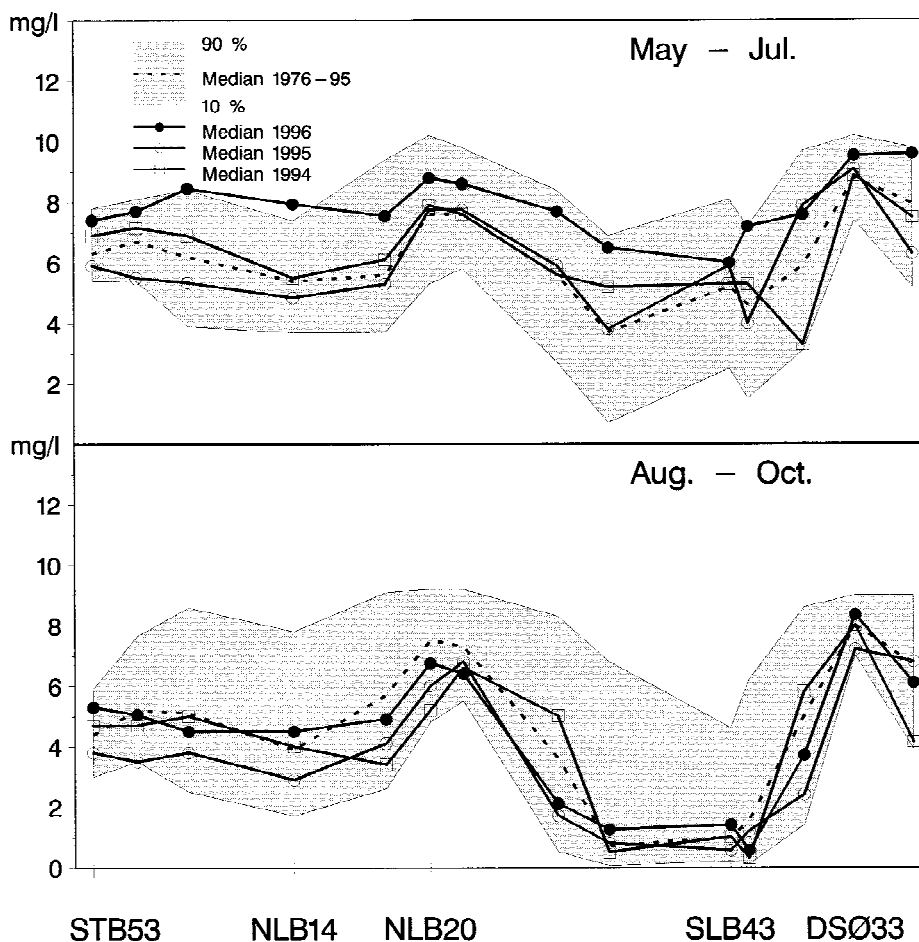 mg/l
May – Jul.
90 %
Median 1976–95
10 %
Median 1996
Median 1995
Median 1994
12
10
8
6
4
2
mg/l
Aug. – Oct.
12
10
8
6
4
2
0
STB53 NLB14 NLB20 SLB43 DSØ33